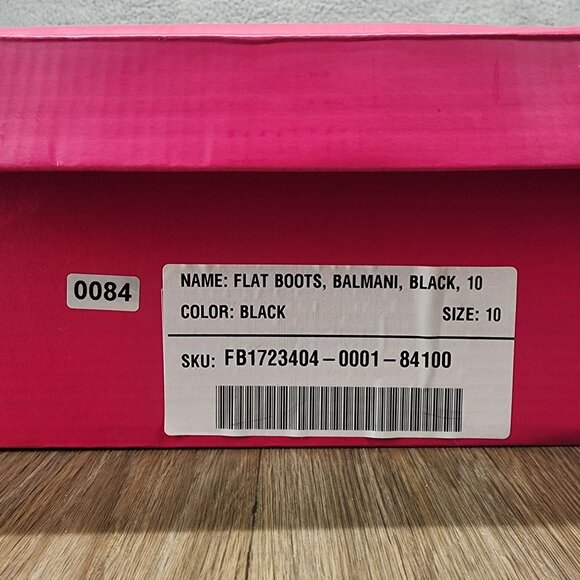 0084
NAME: FLAT BOOTS, BALMANI, BLACK, 10
COLOR: BLACK SIZE: 10
SKU: FB1723404-0001-84100